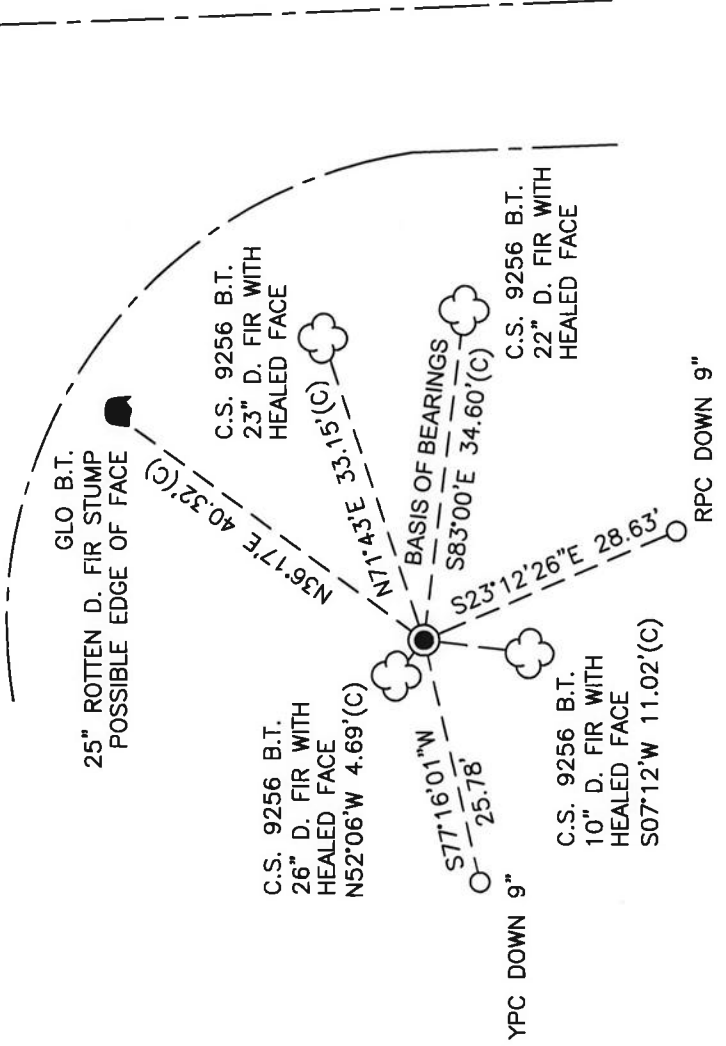 GLO B.T.
25" ROTTEN D. FIR STUMP
POSSIBLE EDGE OF FACE
N36°17'E 40.32'(C)
C.S. 9256 B.T.
23" D. FIR WITH
HEALED FACE
N71°43'E 33.15'(C)
BASIS OF BEARINGS
S83°00'E 34.60'(C)
C.S. 9256 B.T.
22" D. FIR WITH
HEALED FACE
C.S. 9256 B.T.
26" D. FIR WITH
HEALED FACE
N52°06'W 4.69'(C)
S77°16'01"W
25.78'
YPC DOWN 9"
C.S. 9256 B.T.
10" D. FIR WITH
HEALED FACE
S07°12'W 11.02'(C)
S23°12'26"E 28.63'
RPC DOWN 9"